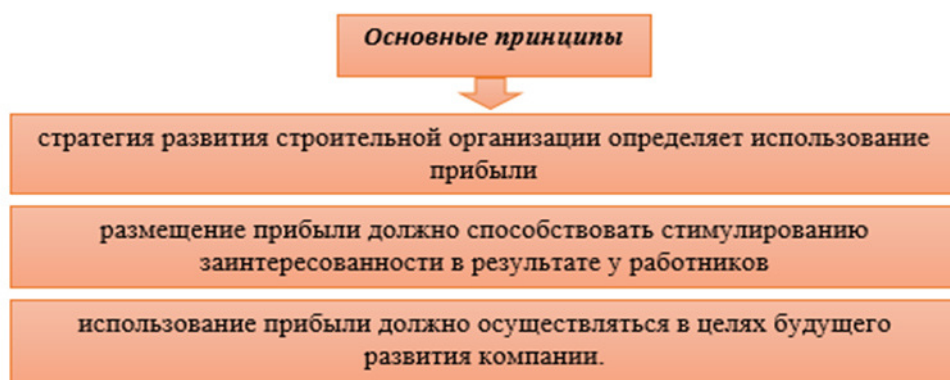 Основные принципы
стратегия развития строительной организации определяет использование
прибыли
размещение прибыли должно способствовать стимулированию
заинтересованности в результате у работников
использование прибыли должно осуществляться в целях будущего
развития компании.